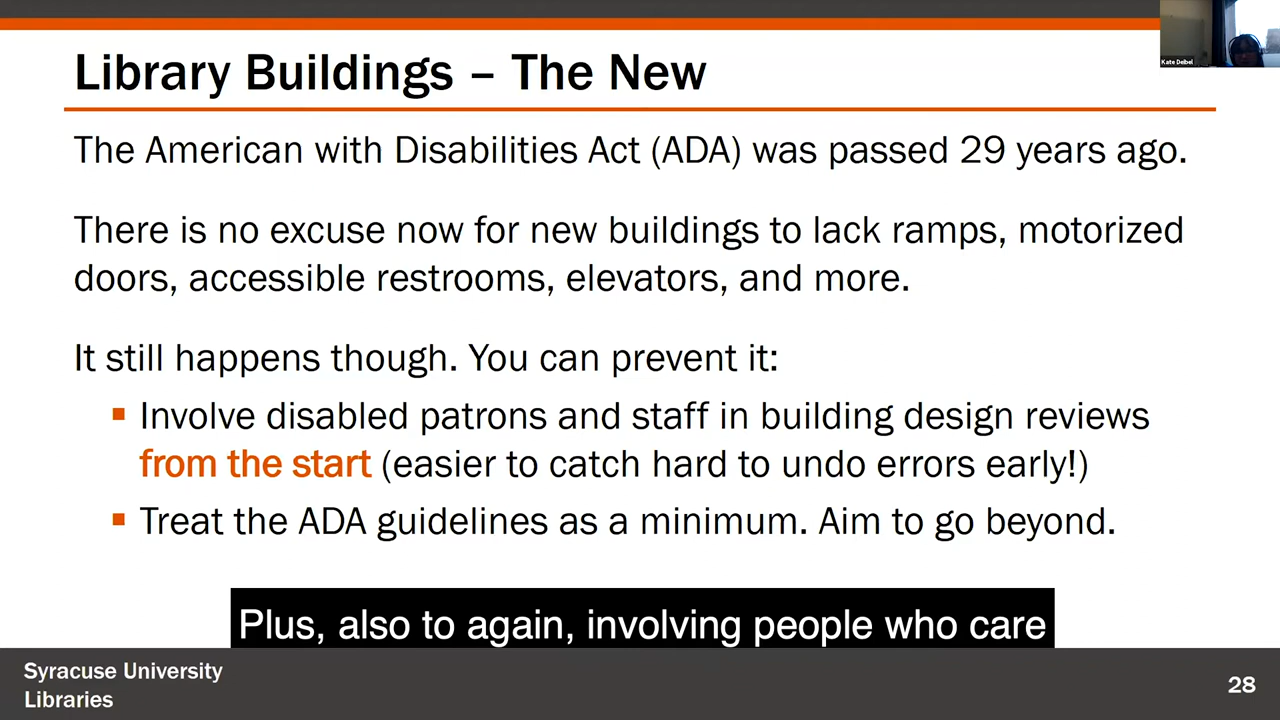 Kate Deibel
Library Buildings – The New
The American with Disabilities Act (ADA) was passed 29 years ago.
There is no excuse now for new buildings to lack ramps, motorized
doors, accessible restrooms, elevators, and more.
It still happens though. You can prevent it:
▪ Involve disabled patrons and staff in building design reviews
from the start (easier to catch hard to undo errors early!)
▪ Treat the ADA guidelines as a minimum. Aim to go beyond.
Plus, also to again, involving people who care
Syracuse University
Libraries
28